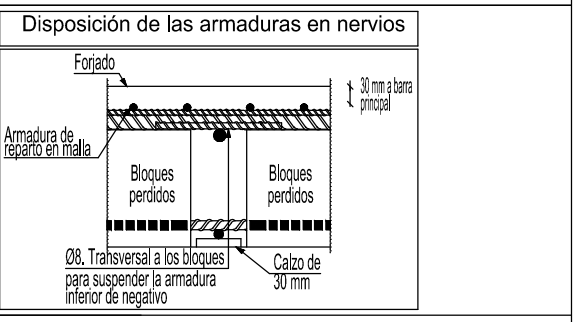 Disposición de las armaduras en nervios
Forjado
30 mm a barra
principal
Armadura de
reparto en malla
Bloques
perdidos
Bloques
perdidos
Ø8. Transversal a los bloques
para suspender la armadura
inferior de negativo
Calzo de
30 mm